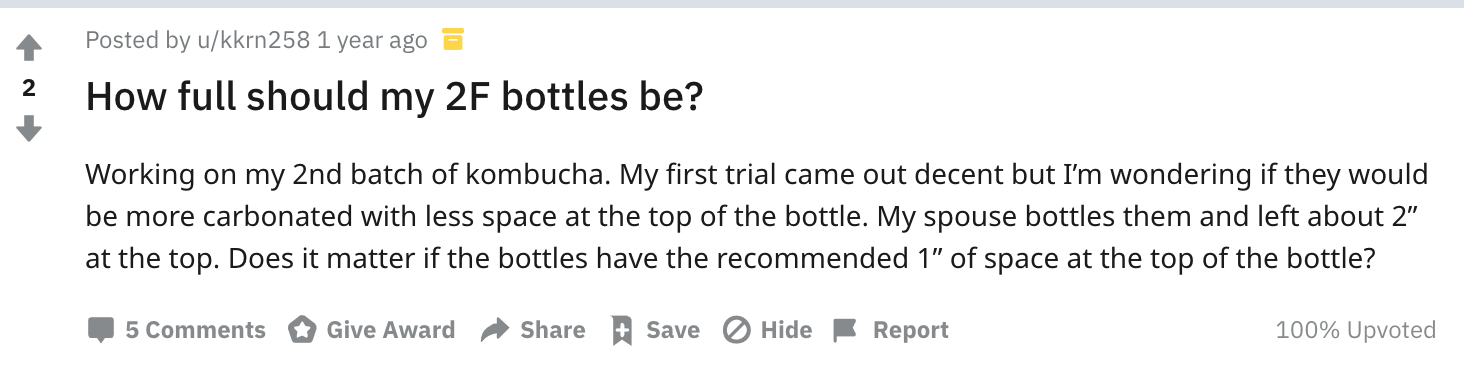 Posted by u/kkrn258 1 year ago
2
How full should my 2F bottles be?
Working on my 2nd batch of kombucha. My first trial came out decent but I’m wondering if they would
be more carbonated with less space at the top of the bottle. My spouse bottles them and left about 2”
at the top. Does it matter if the bottles have the recommended 1” of space at the top of the bottle?
5 Comments Give Award Share Save Hide Report 100% Upvoted